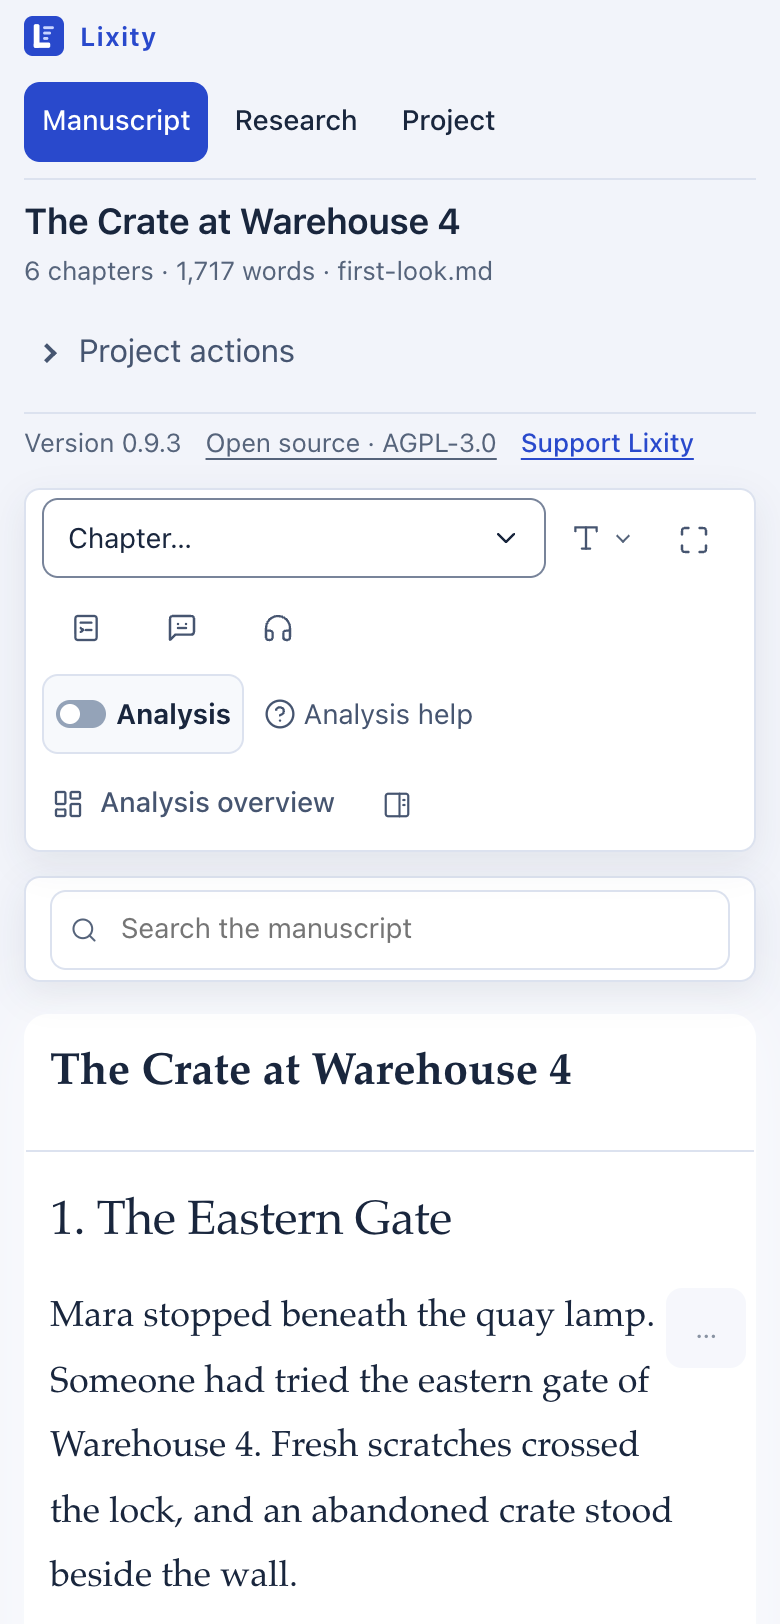 Lixity
Manuscript Research Project
The Crate at Warehouse 4
6 chapters · 1,717 words · first-look.md
Project actions
Version 0.9.3 Open source · AGPL-3.0 Support Lixity
Chapter...
Analysis Analysis help
Analysis overview
Search the manuscript
The Crate at Warehouse 4
1. The Eastern Gate
Mara stopped beneath the quay lamp.
...
Someone had tried the eastern gate of
Warehouse 4. Fresh scratches crossed
the lock, and an abandoned crate stood
beside the wall.